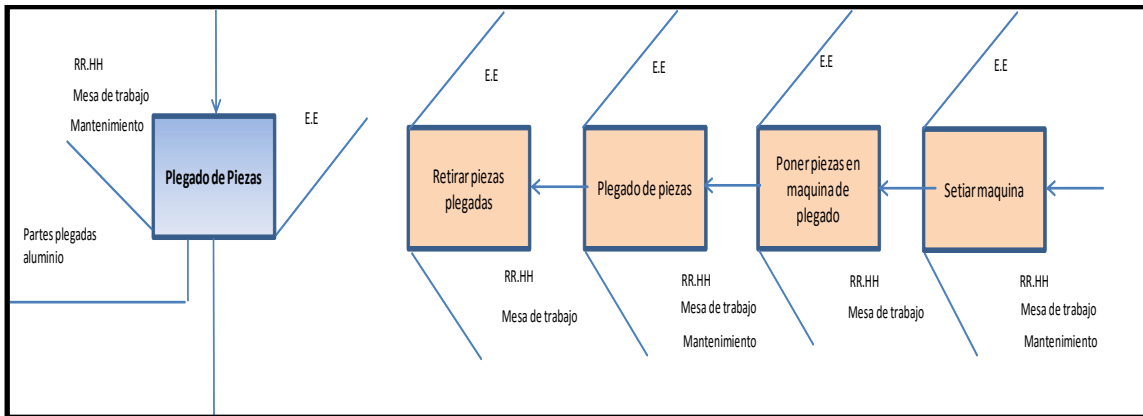 RR.HH
Mesa de trabajo
Mantenimiento
E.E
Plegado de Piezas
Partes plegadas
aluminio
E.E
Retirar piezas
plegadas
RR.HH
Mesa de trabajo
E.E
Plegado de piezas
RR.HH
Mesa de trabajo
Mantenimiento
E.E
Poner piezas en
maquina de
plegado
RR.HH
Mesa de trabajo
E.E
Setiar maquina
RR.HH
Mesa de trabajo
Mantenimiento